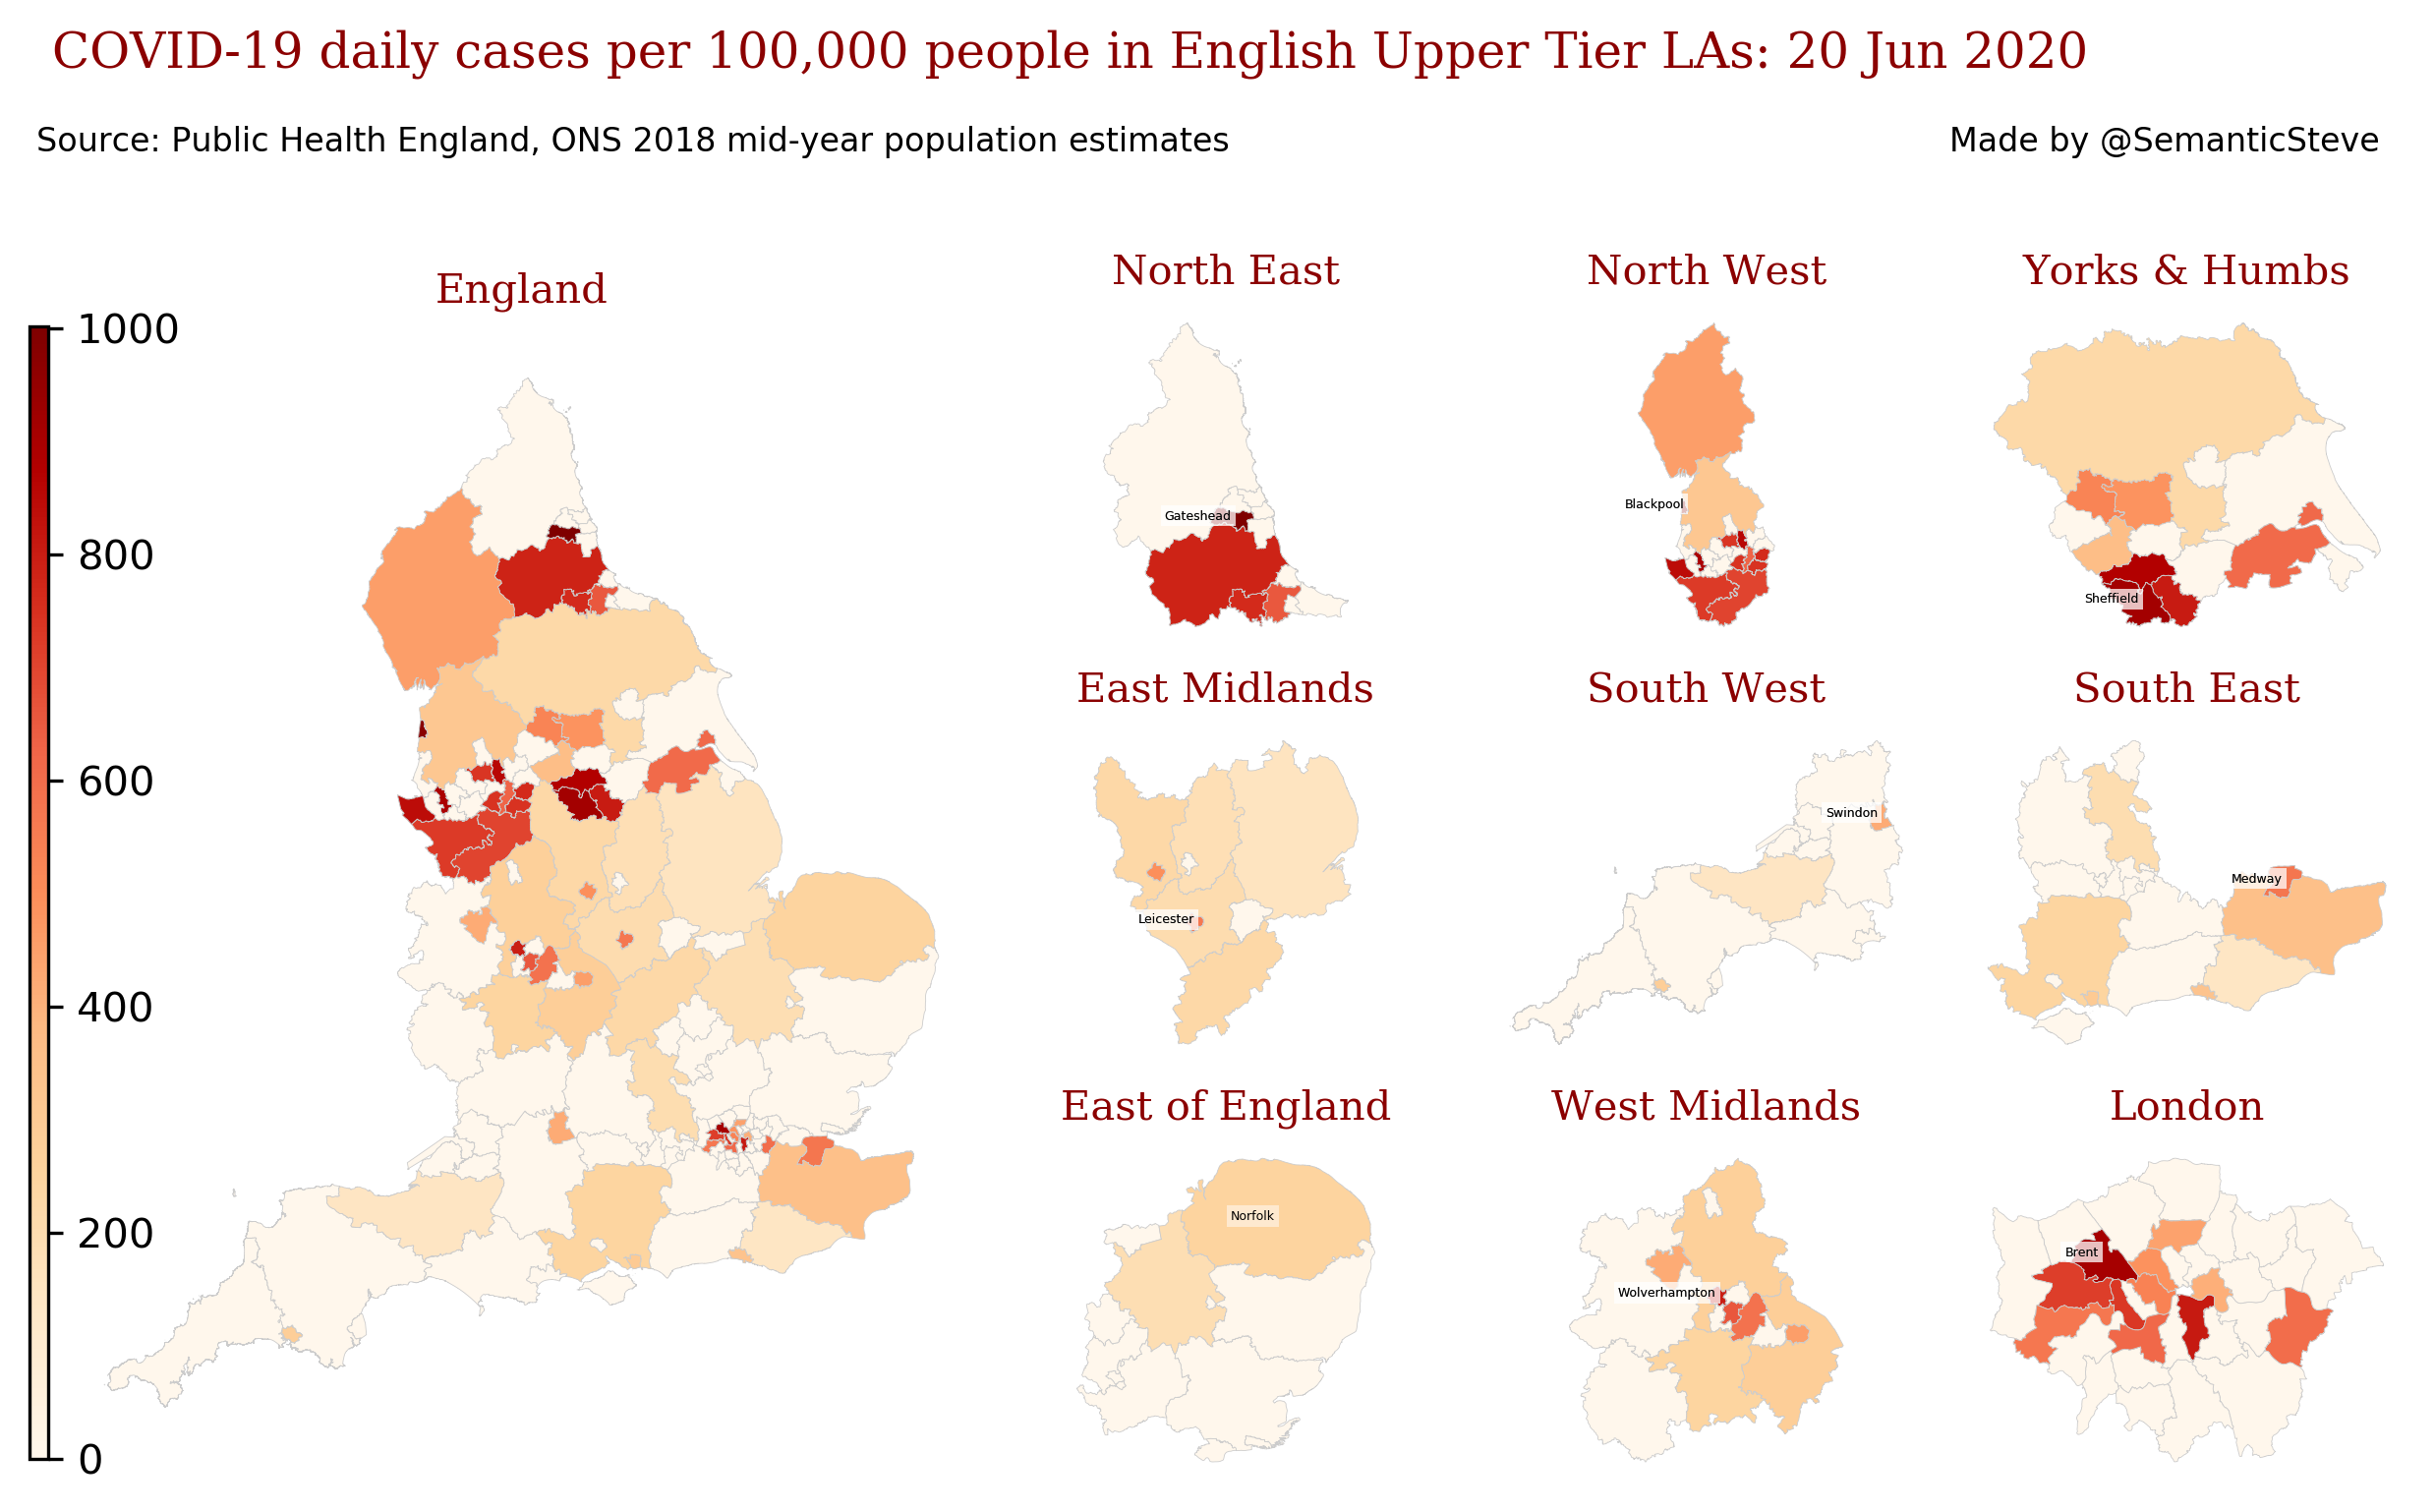 COVID-19 daily cases per 100,000 people in English Upper Tier LAs: 20 Jun 2020
Source: Public Health England, ONS 2018 mid-year population estimates
Made by @SemanticSteve
England
1000
800
600
400
200
0
North East
Gateshead
North West
Blackpool
Yorks & Humbs
Sheffield
East Midlands
Leicester
South West
Swindon
South East
Medway
East of England
Norfolk
West Midlands
Wolverhampton
London
Brent